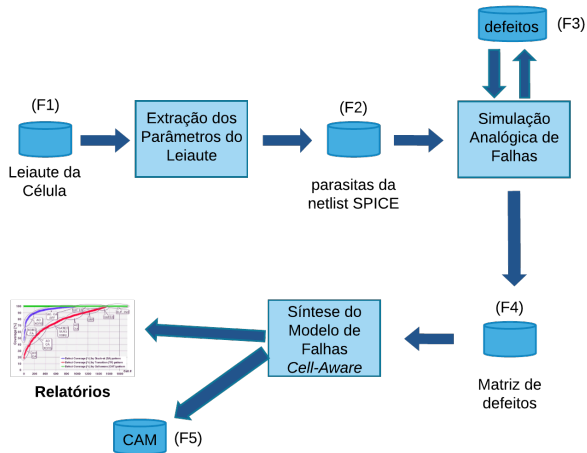 defeitos
(F3)
(F1)
Extração dos
Parâmetros do
Leiaute
(F2)
Simulação
Analógica de
Falhas
Leiaute da
Célula
parasitas da
netlist SPICE
Síntese do
Modelo de
Falhas
Cell-Aware
(F4)
Relatórios
Matriz de
defeitos
CAM
(F5)